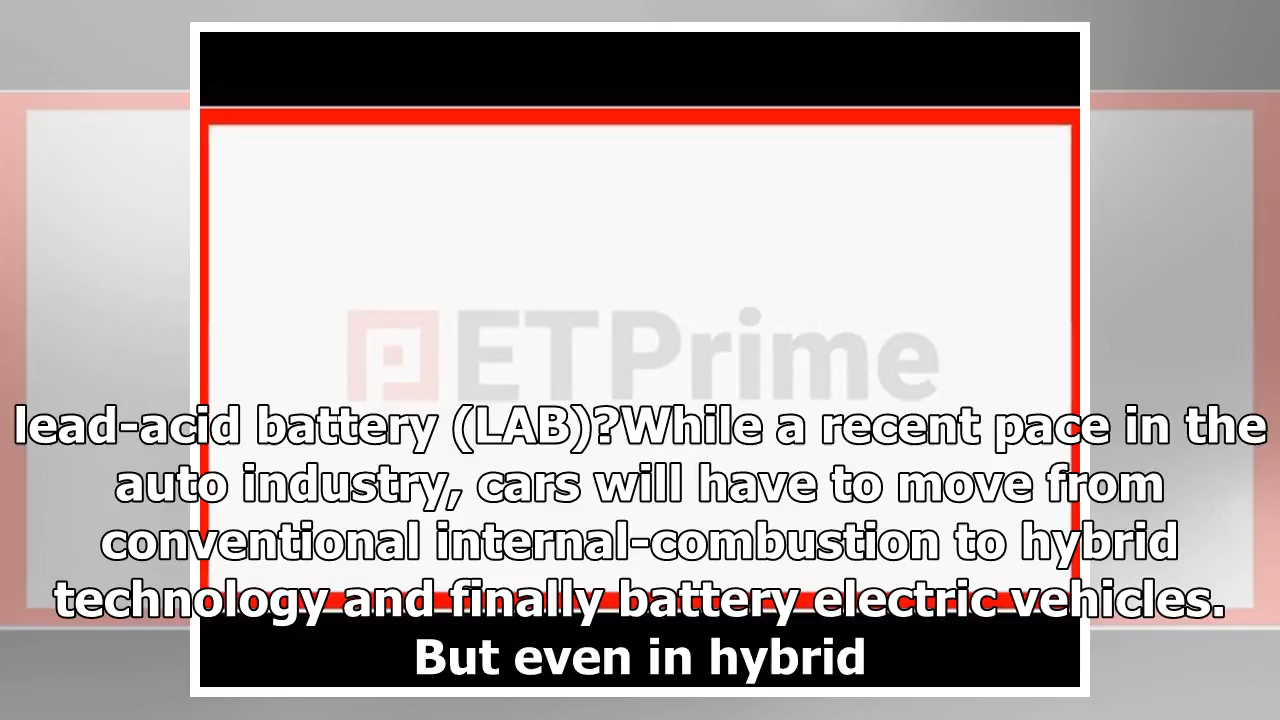 ETPrime
lead-acid battery (LAB)?While a recent pace in the
auto industry, cars will have to move from
conventional internal-combustion to hybrid
technology and finally battery electric vehicles.
But even in hybrid